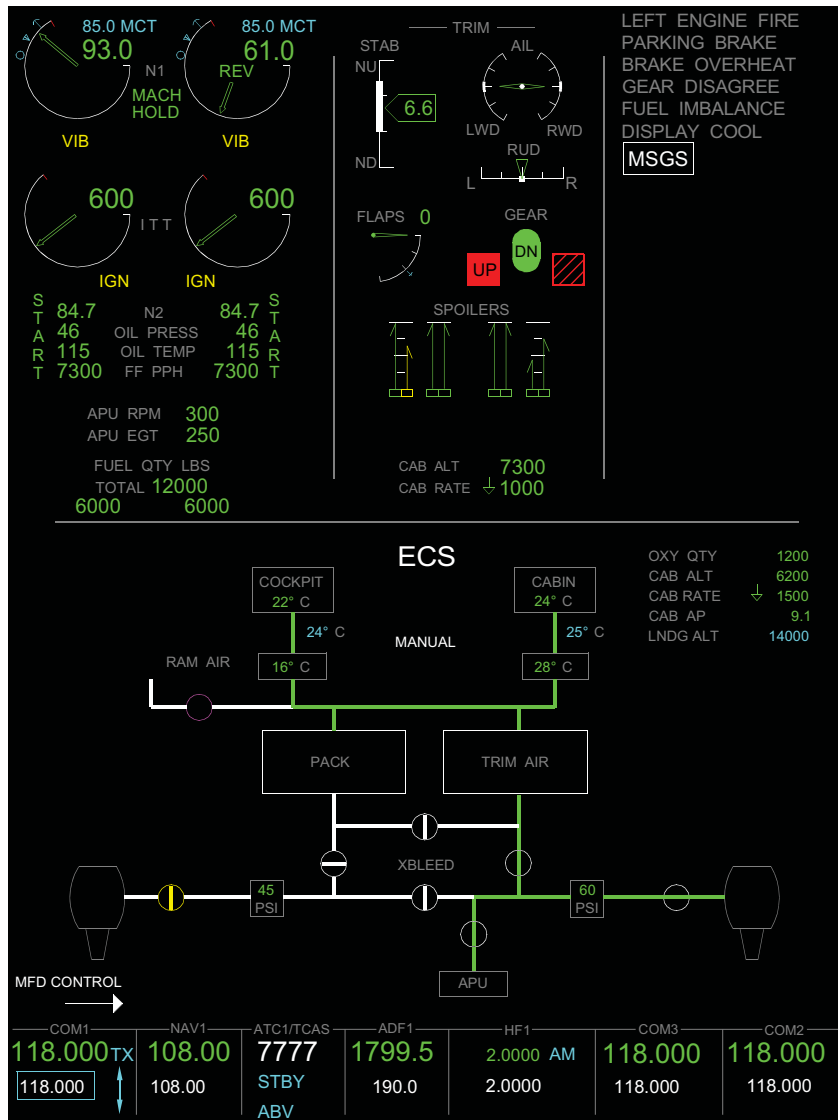 85.0 MCT 85.0 MCT
93.0 61.0
N1 REV
MACH
HOLD
VIB VIB
600 600
I T T
IGN IGN
START START
84.7 N2 84.7
46 OIL PRESS 46
115 OIL TEMP 115
7300 FF PPH 7300
APU RPM 300
APU EGT 250
FUEL QTY LBS
TOTAL 12000
6000 6000
TRIM
STAB AIL
NU
6.6
LWD RWD
ND
RUD
L R
FLAPS 0 GEAR
DN
UP
SPOILERS
CAB ALT 7300
CAB RATE 1000
LEFT ENGINE FIRE
PARKING BRAKE
BRAKE OVERHEAT
GEAR DISAGREE
FUEL IMBALANCE
DISPLAY COOL
MSGS
ECS
COCKPIT
22° C
24° C
16° C
CABIN
24° C
25° C
28° C
MANUAL
RAM AIR
OXY QTY 1200
CAB ALT 6200
CAB RATE 1500
CAB AP 9.1
LNDG ALT 14000
PACK TRIM AIR
XBLEED
45
PSI
60
PSI
APU
MFD CONTROL
COM1 NAV1 ATC1/TCAS ADF1 HF1 COM3 COM2
118.000 TX 108.00 7777 1799.5 2.0000 AM 118.000 118.000
118.000 108.00 STBY 190.0 2.0000 118.000 118.000
ABV